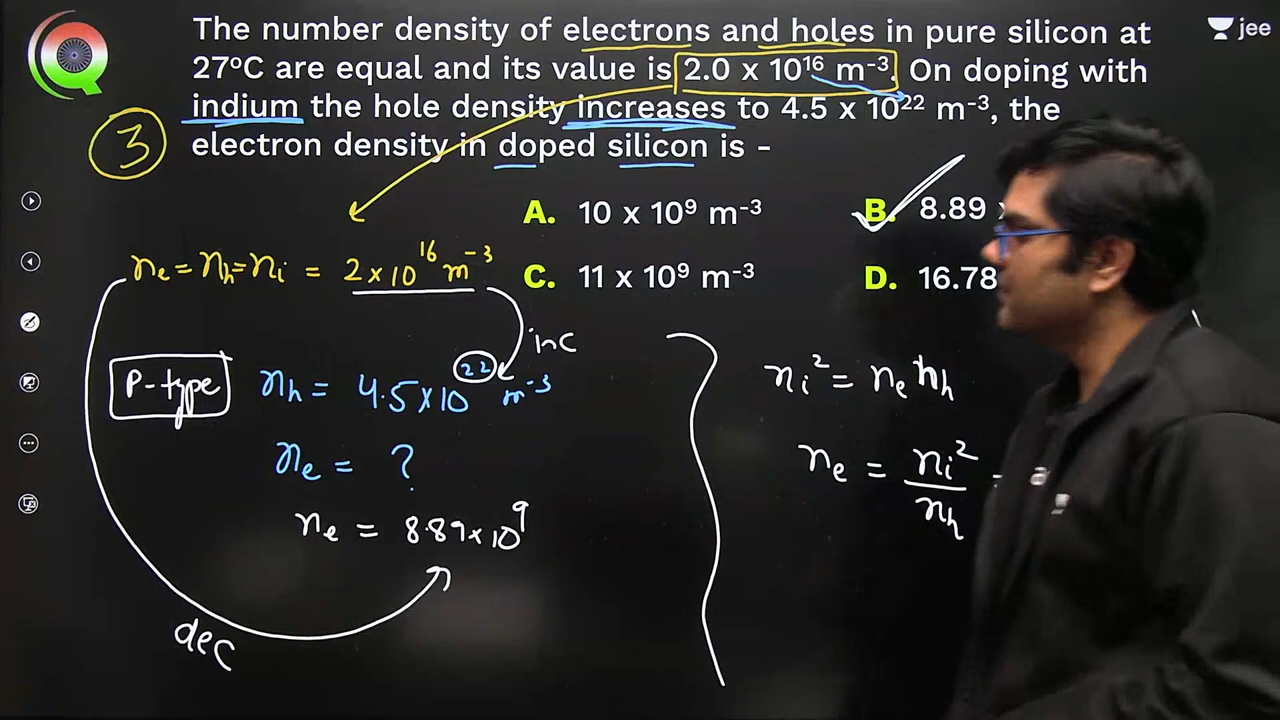 The number density of electrons and holes in pure silicon at
27°C are equal and its value is 2.0 x 10¹⁶ m⁻³. On doping with
indium the hole density increases to 4.5 x 10²² m⁻³, the
electron density in doped silicon is -
jee
3
A. 10 x 10⁹ m⁻³
B. 8.89
C. 11 x 10⁹ m⁻³
D. 16.78
nₑ = nₕ = nᵢ = 2 x 10¹⁶ m⁻³
inc
P-type nₕ = 4.5 x 10²² m⁻³
nₑ = ?
nₑ = 8.89 x 10⁹
dec
nᵢ² = nₑ nₕ
nₑ = nᵢ² / nₕ